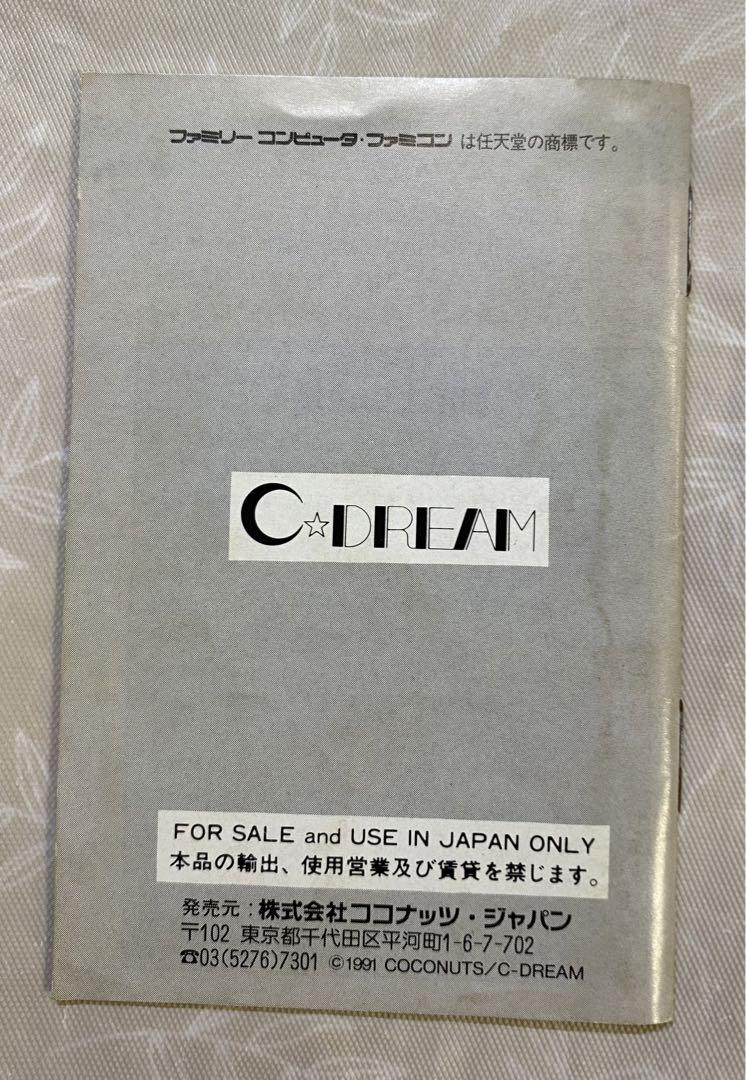 ファミリー コンピュータ・ファミコン は任天堂の商標です。
C☆DREAM
FOR SALE and USE IN JAPAN ONLY
本品の輸出、使用営業及び賃貸を禁じます。
発売元：株式会社ココナッツ・ジャパン
〒102 東京都千代田区平河町1-6-7-702
☎03(5276)7301 ©1991 COCONUTS/C-DREAM